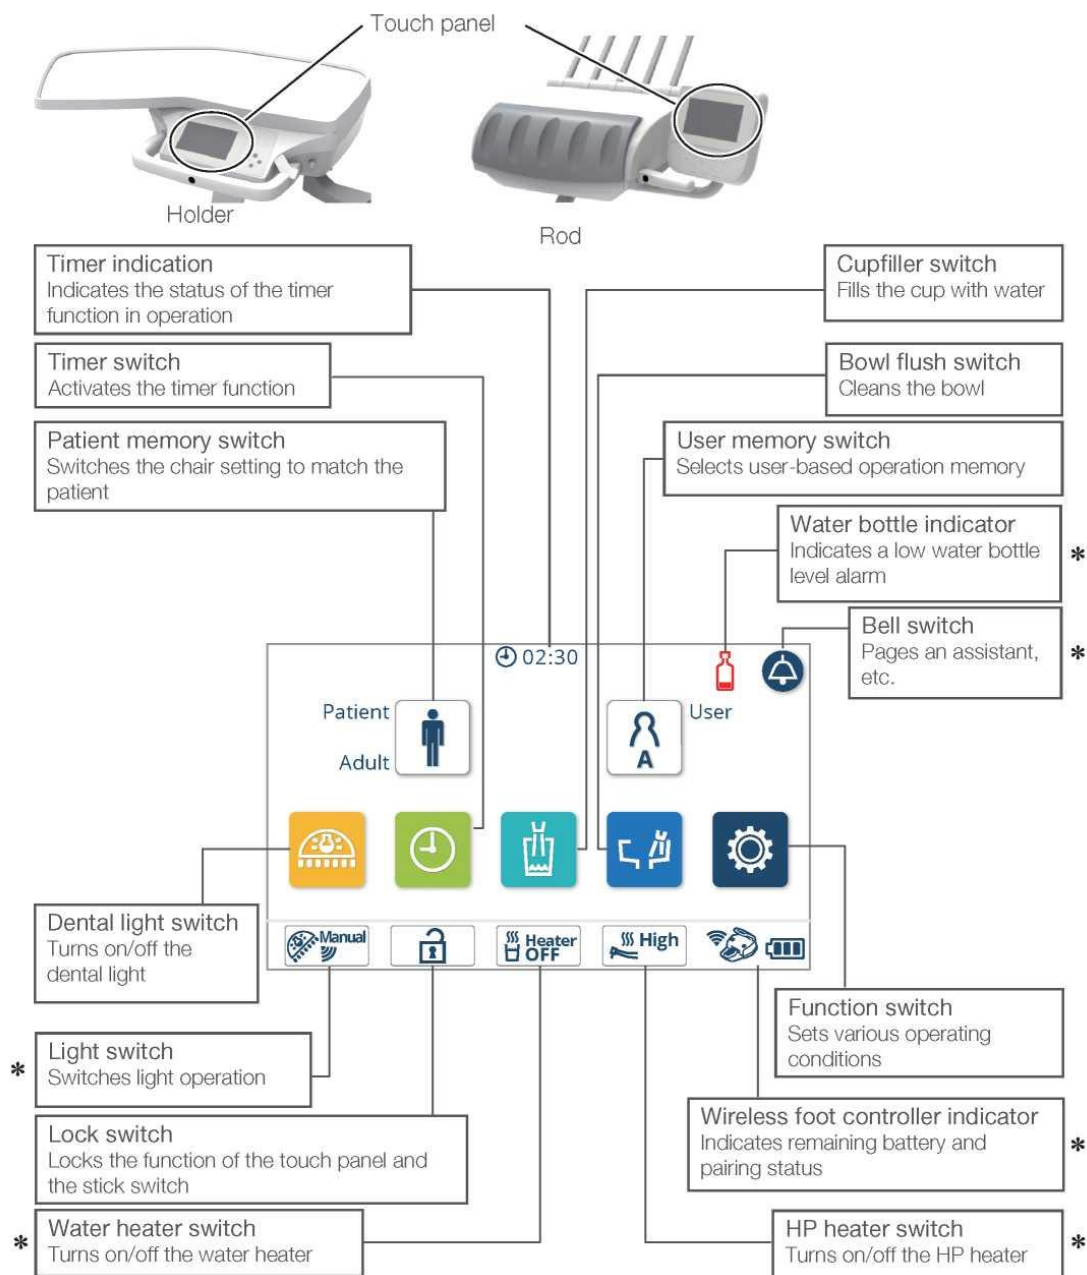 Touch panel
Holder
Rod
Timer indication
Indicates the status of the timer
function in operation
Cupfiller switch
Fills the cup with water
Timer switch
Activates the timer function
Bowl flush switch
Cleans the bowl
Patient memory switch
Switches the chair setting to match the
patient
User memory switch
Selects user-based operation memory
Water bottle indicator
Indicates a low water bottle
level alarm
*
Bell switch
Pages an assistant,
etc.
*
02:30
Patient
Adult
User
A
Manual
Heater
OFF
High
Dental light switch
Turns on/off the
dental light
Function switch
Sets various operating
conditions
*
Light switch
Switches light operation
Wireless foot controller indicator
Indicates remaining battery and
pairing status
*
Lock switch
Locks the function of the touch panel and
the stick switch
*
Water heater switch
Turns on/off the water heater
HP heater switch
Turns on/off the HP heater
*